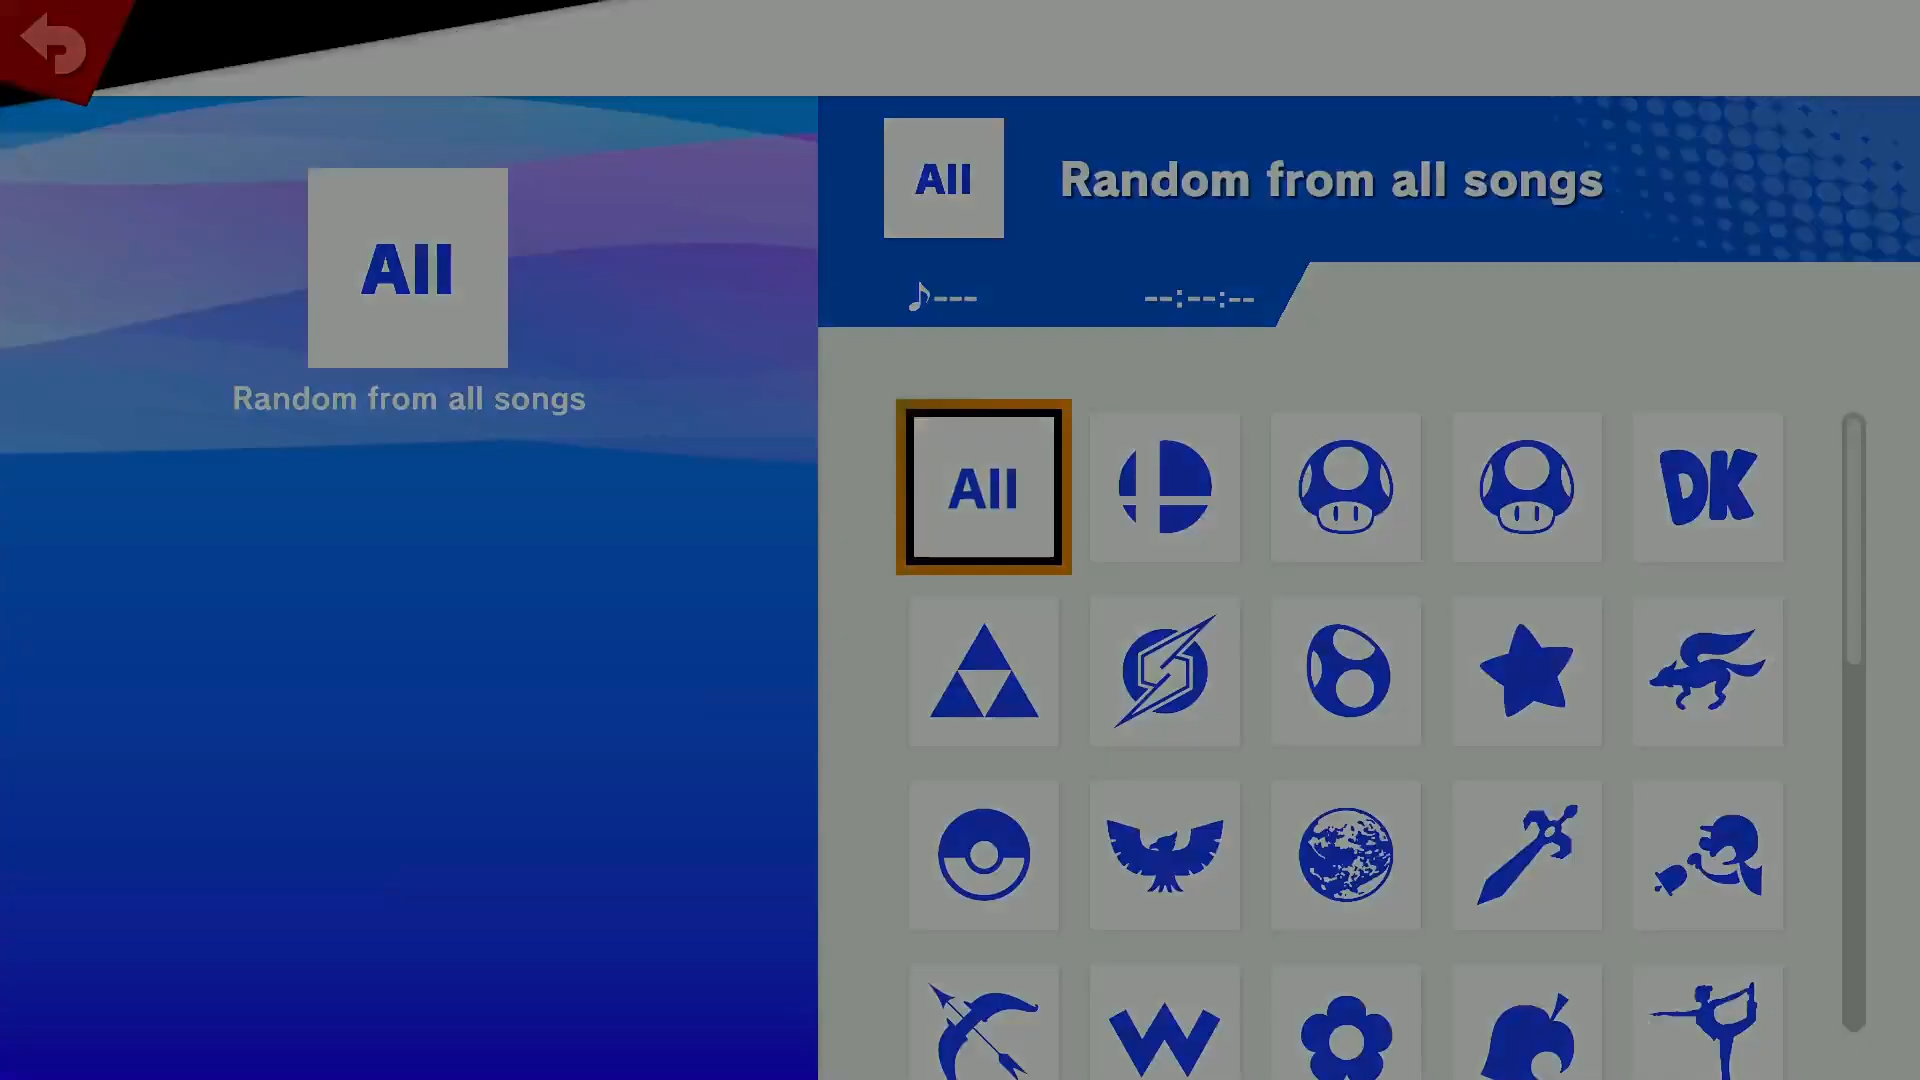 All
Random from all songs
All
Random from all songs
♪---
--:--:--
All
DK